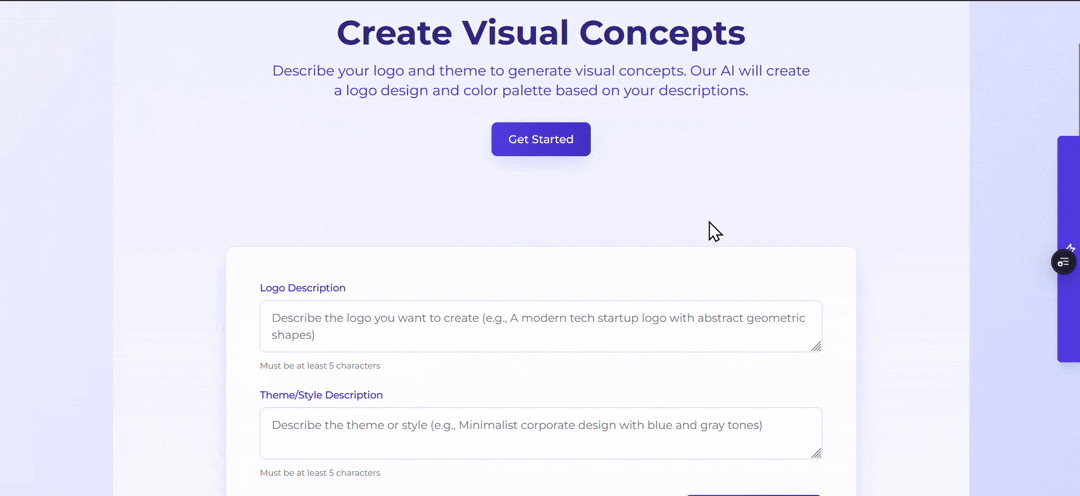 Create Visual Concepts
Describe your logo and theme to generate visual concepts. Our AI will create
a logo design and color palette based on your descriptions.
Get Started
Logo Description
Describe the logo you want to create (e.g., A modern tech startup logo with abstract geometric
shapes)
Must be at least 5 characters
Theme/Style Description
Describe the theme or style (e.g., Minimalist corporate design with blue and gray tones)
Must be at least 5 characters